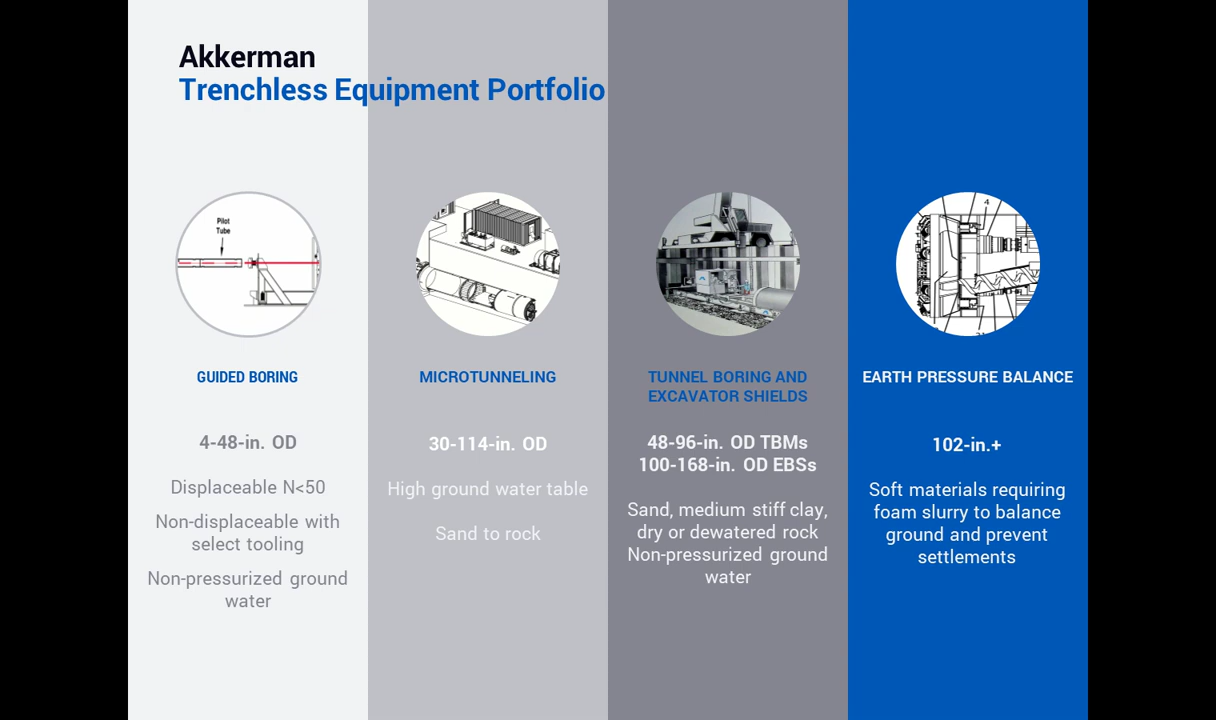 Akkerman
Trenchless Equipment Portfolio
Pilot
Tube
4
GUIDED BORING
4-48-in. OD
Displaceable N<50
Non-displaceable with
select tooling
Non-pressurized ground
water
MICROTUNNELING
30-114-in. OD
High ground water table
Sand to rock
TUNNEL BORING AND
EXCAVATOR SHIELDS
48-96-in. OD TBMs
100-168-in. OD EBSs
Sand, medium stiff clay,
dry or dewatered rock
Non-pressurized ground
water
EARTH PRESSURE BALANCE
102-in.+
Soft materials requiring
foam slurry to balance
ground and prevent
settlements